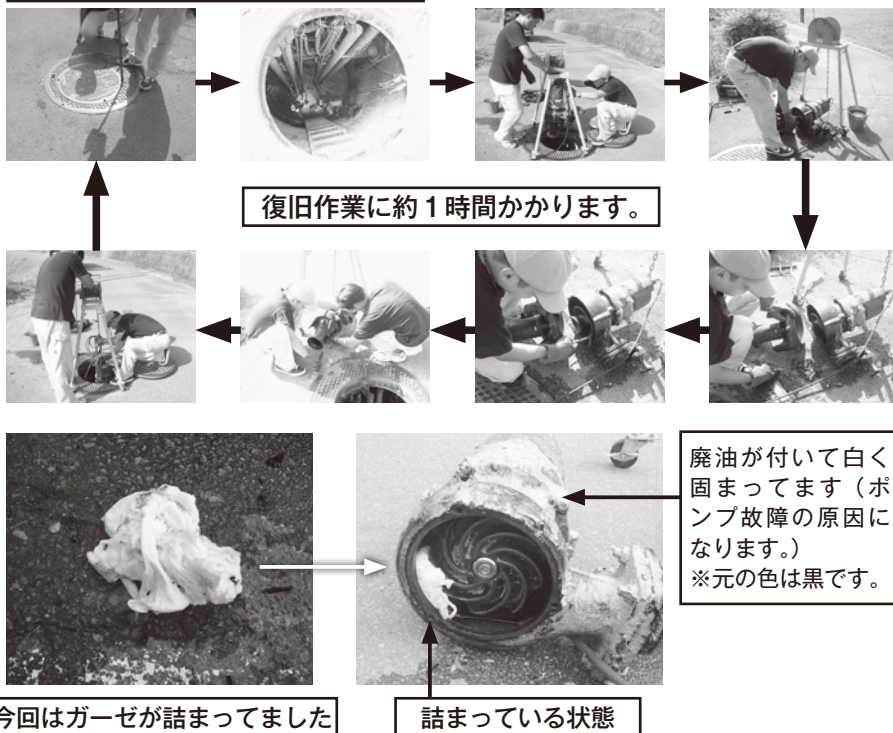 復旧作業に約1時間かかります。
廃油が付いて白く
固まってます（ポ
ンプ故障の原因に
なります。）
※元の色は黒です。
今回はガーゼが詰まってました
詰まっている状態